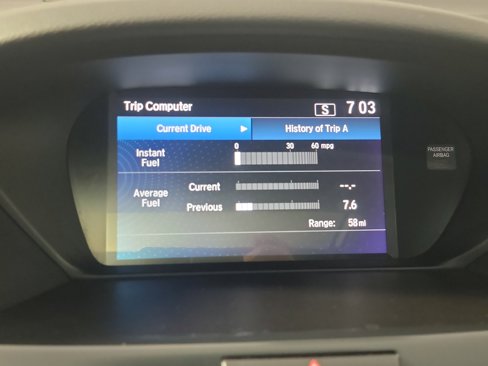 Trip Computer S 7 03
Current Drive ▶ History of Trip A
0 30 60 mpg
Instant
Fuel
Current --.-
Average
Fuel
Previous 7.6
Range: 58 mi
PASSENGER
AIRBAG